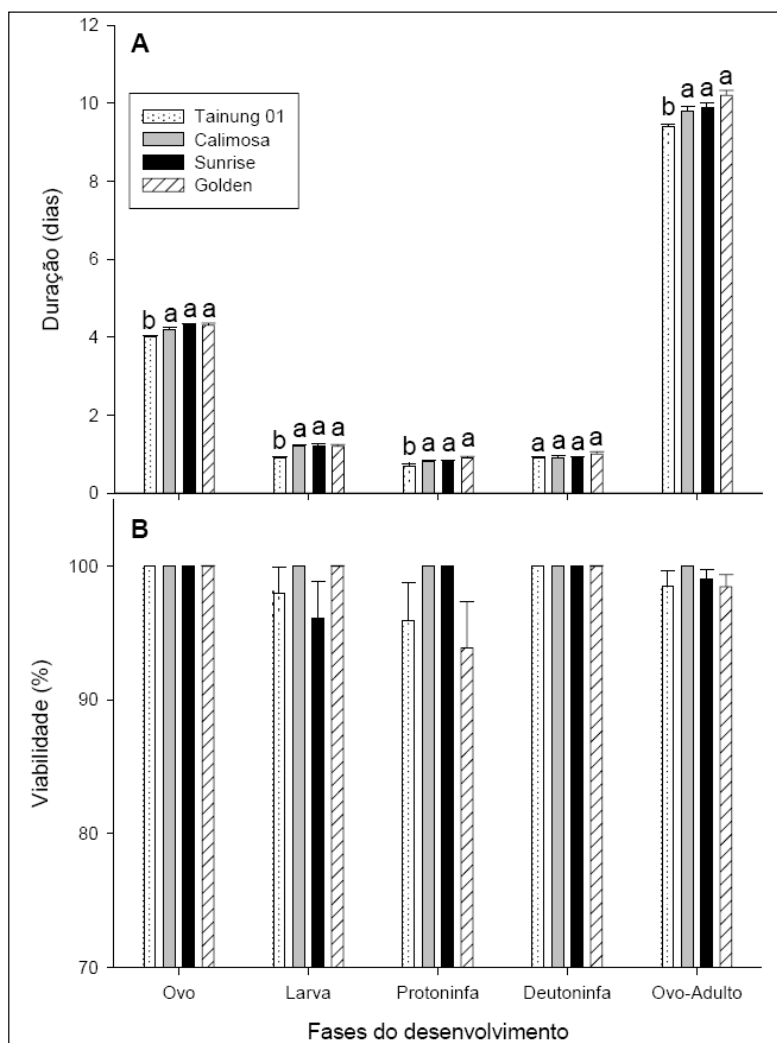 A
Tainung 01
Calimosa
Sunrise
Golden
Duração (dias)
12
10
8
6
4
2
0
b a a a
b a a a
b a a a
a a a a
b a a a
B
Viabilidade (%)
100
90
80
70
Ovo Larva Protoninfa Deutoninfa Ovo-Adulto
Fases do desenvolvimento